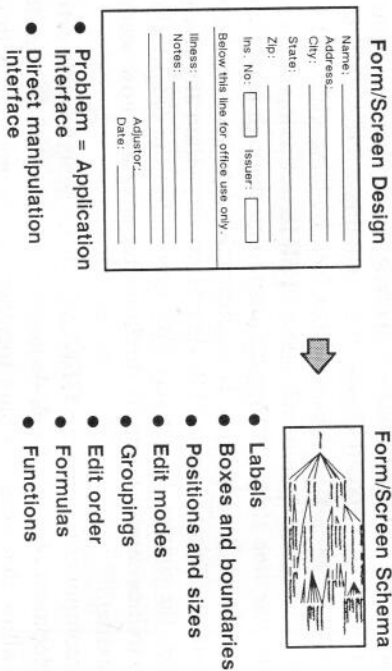 Form/Screen Design
Name:
Address:
City:
State:
Zip:
Ins. No: Issuer:
Below this line for office use only.
Illness:
Notes:
Adjustor:
Date:
● Problem = Application
Interface
● Direct manipulation
interface
Form/Screen Schema
● Labels
● Boxes and boundaries
● Positions and sizes
● Edit modes
● Groupings
● Edit order
● Formulas
● Functions